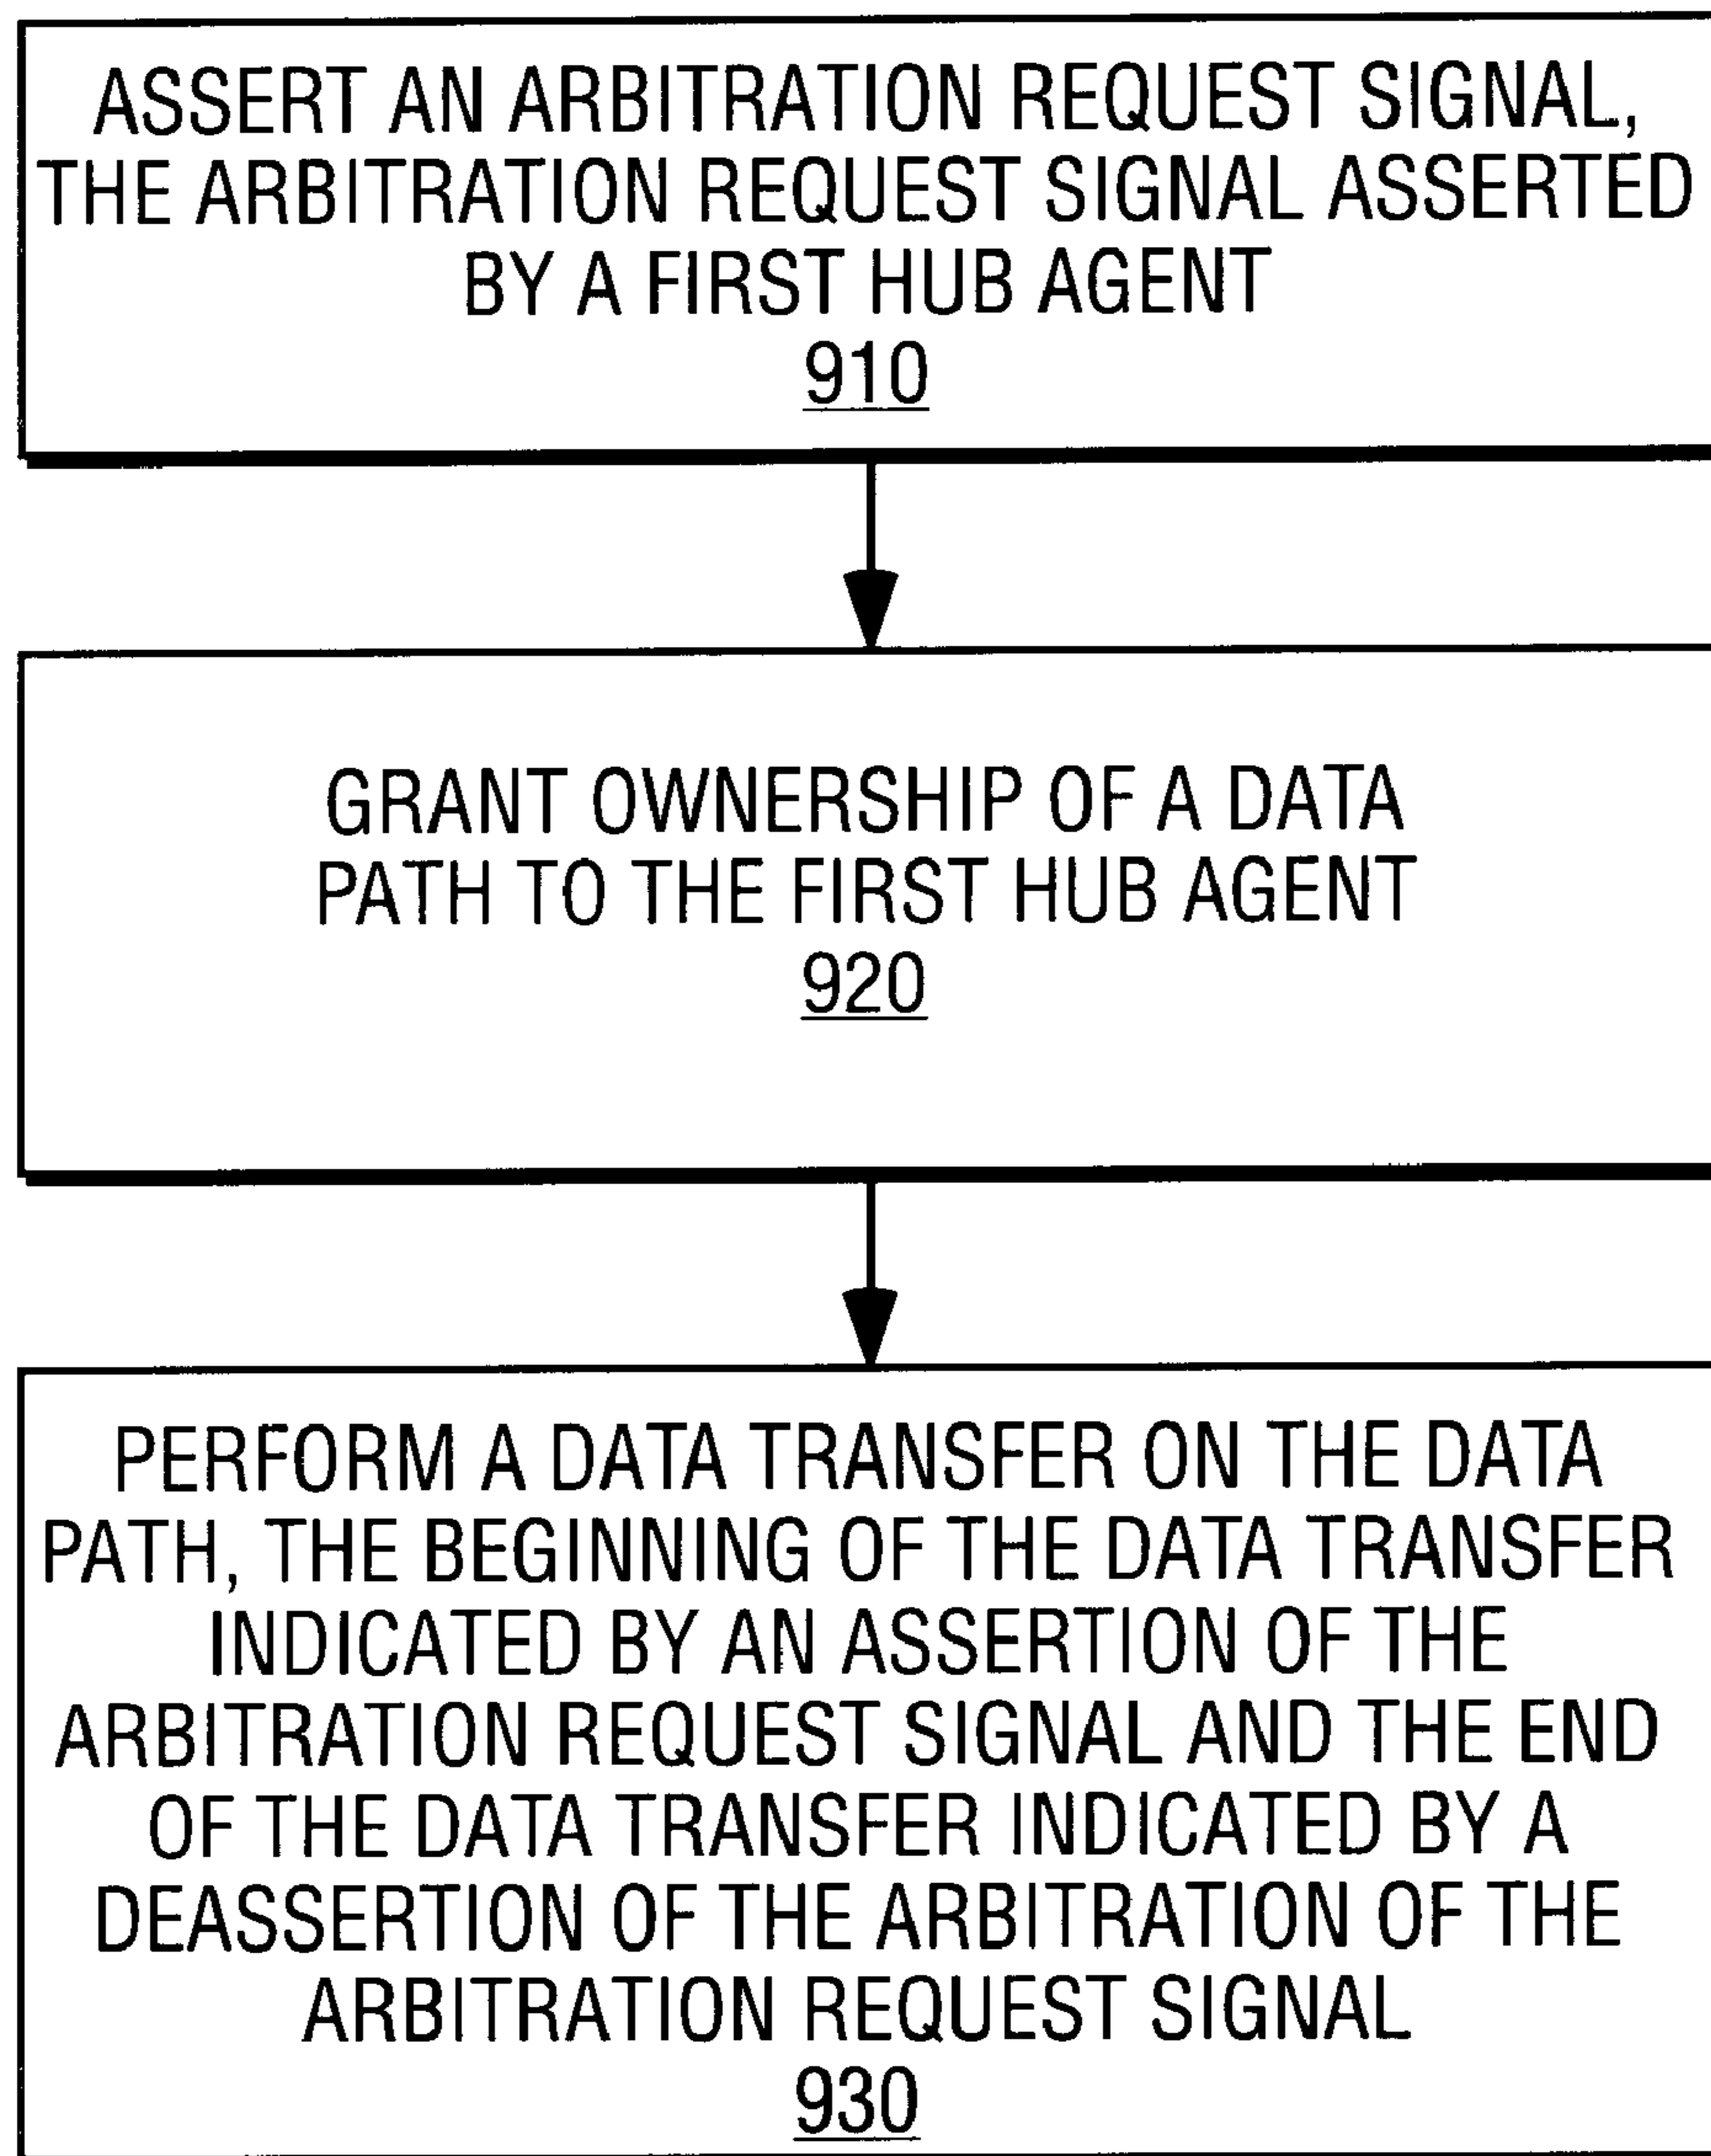 ASSERT AN ARBITRATION REQUEST SIGNAL,
THE ARBITRATION REQUEST SIGNAL ASSERTED
BY A FIRST HUB AGENT
910
GRANT OWNERSHIP OF A DATA
PATH TO THE FIRST HUB AGENT
920
PERFORM A DATA TRANSFER ON THE DATA
PATH, THE BEGINNING OF THE DATA TRANSFER
INDICATED BY AN ASSERTION OF THE
ARBITRATION REQUEST SIGNAL AND THE END
OF THE DATA TRANSFER INDICATED BY A
DEASSERTION OF THE ARBITRATION OF THE
ARBITRATION REQUEST SIGNAL
930